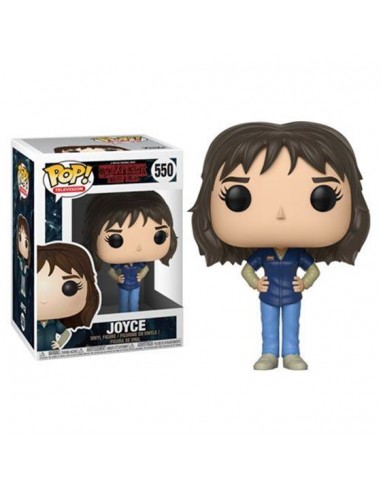 POP!
TELEVISION
STRANGER
THINGS
550
JOYCE
VINYL FIGURE / FIGURINE EN VINYLE /
FIGURA DE VINIL